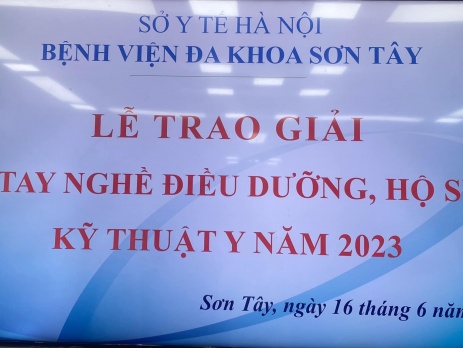 SỞ Y TẾ HÀ NỘI
BỆNH VIỆN ĐA KHOA SƠN TÂY
LỄ TRAO GIẢI
TAY NGHỀ ĐIỀU DƯỠNG, HỘ S
KỸ THUẬT Y NĂM 2023
Sơn Tây, ngày 16 tháng 6 năm